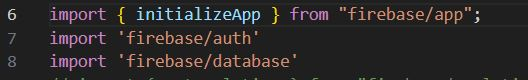 6 import { initializeApp } from "firebase/app";
7 import 'firebase/auth'
8 import 'firebase/database'